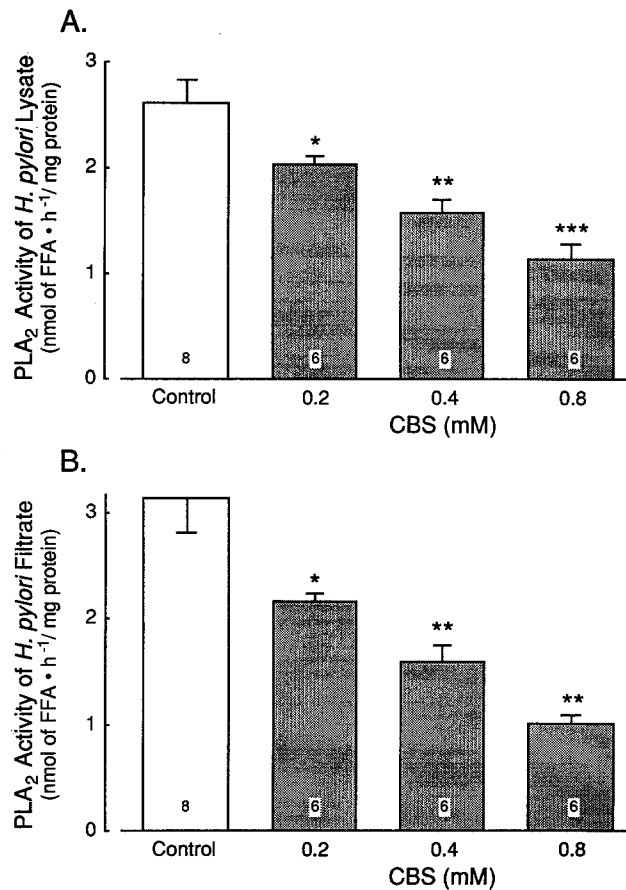 A.
PLA₂ Activity of H. pylori Lysate
(nmol of FFA • h⁻¹/ mg protein)
3
2
1
0
*
**
***
8
6
6
6
Control
0.2
0.4
0.8
CBS (mM)
B.
PLA₂ Activity of H. pylori Filtrate
(nmol of FFA • h⁻¹/ mg protein)
3
2
1
0
*
**
**
8
6
6
6
Control
0.2
0.4
0.8
CBS (mM)